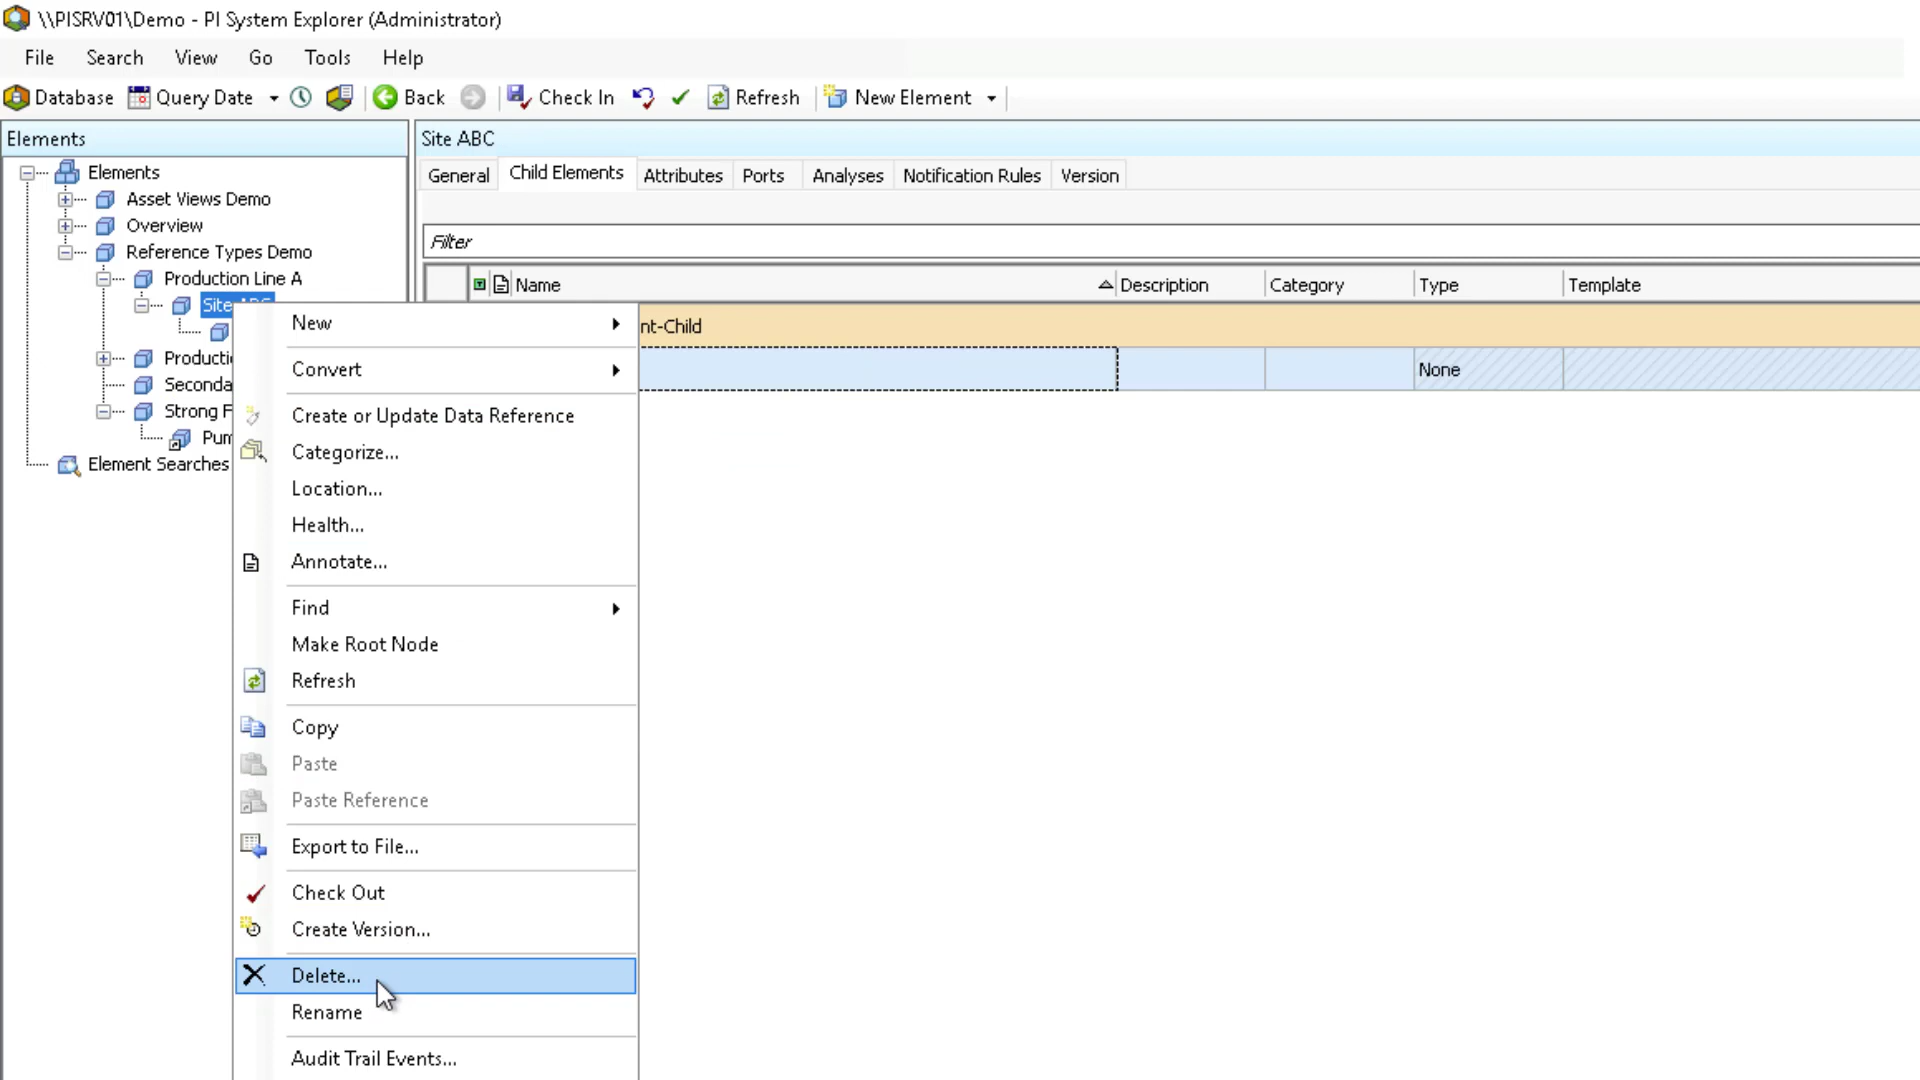 \\PISRV01\Demo - PI System Explorer (Administrator)
File Search View Go Tools Help
Database Query Date Back Check In Refresh New Element
Elements
Site ABC
Elements
Asset Views Demo
Overview
Reference Types Demo
Production Line A
Site ABC
Producti
Seconda
Strong F
Pum
Element Searches
General Child Elements Attributes Ports Analyses Notification Rules Version
Filter
Name Description Category Type Template
nt-Child
None
New
Convert
Create or Update Data Reference
Categorize...
Location...
Health...
Annotate...
Find
Make Root Node
Refresh
Copy
Paste
Paste Reference
Export to File...
Check Out
Create Version...
Delete...
Rename
Audit Trail Events...